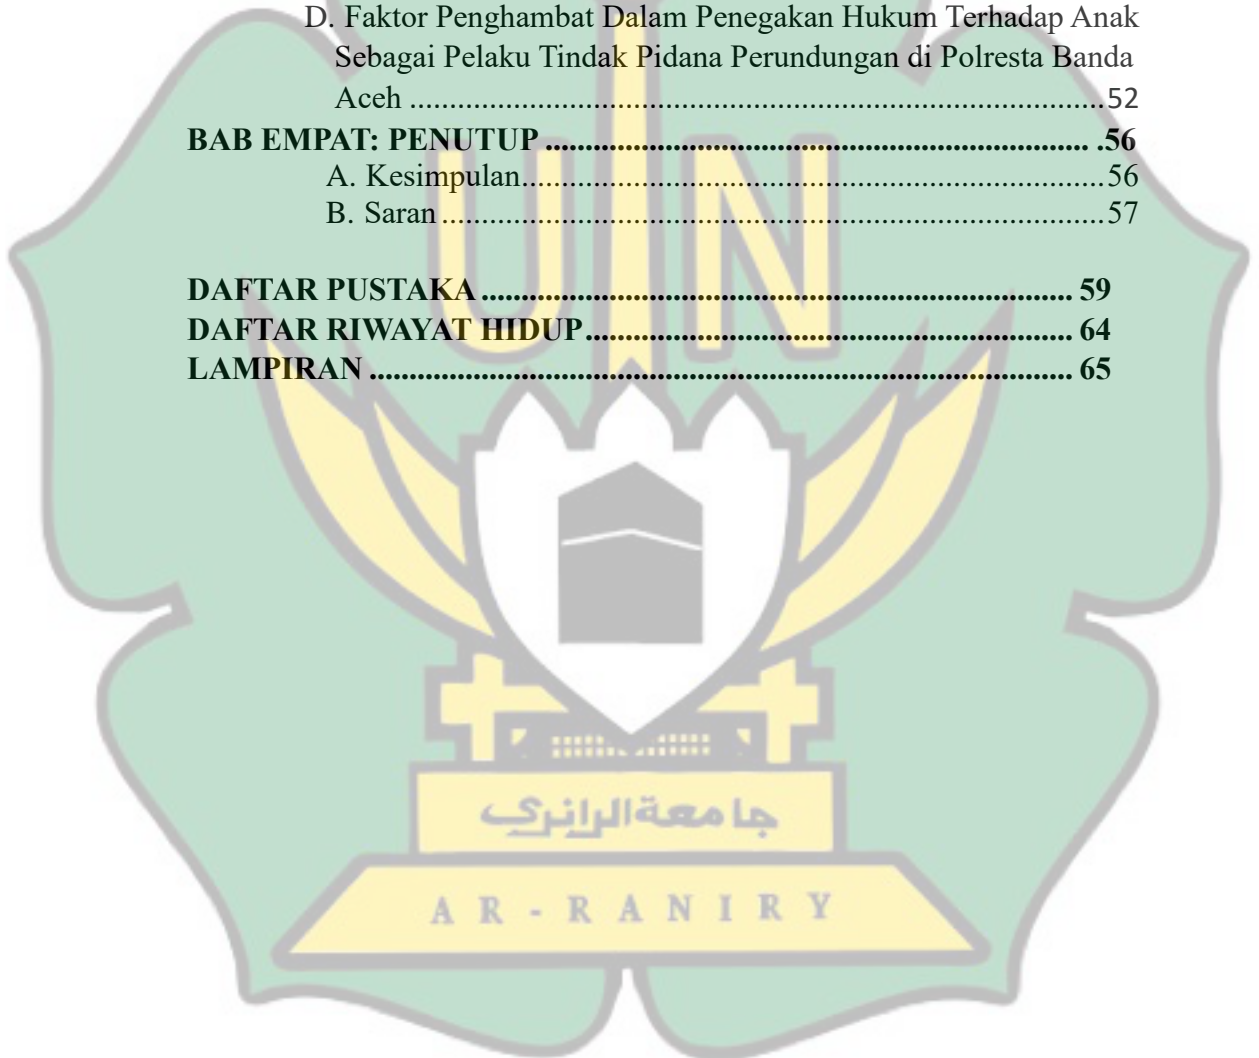 D. Faktor Penghambat Dalam Penegakan Hukum Terhadap Anak
Sebagai Pelaku Tindak Pidana Perundungan di Polresta Banda
Aceh ......................................................................................52
BAB EMPAT: PENUTUP ................................................................... .56
A. Kesimpulan.........................................................................56
B. Saran ...................................................................................57
DAFTAR PUSTAKA ......................................................................... 59
DAFTAR RIWAYAT HIDUP............................................................ 64
LAMPIRAN ....................................................................................... 65
UIN
جامعة الرانري
AR-RANIRY